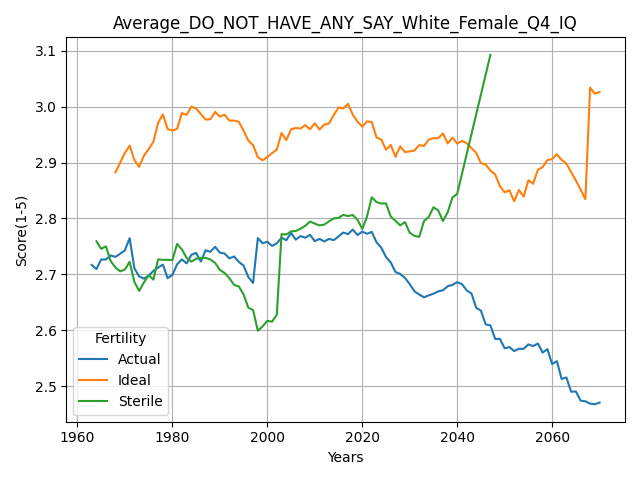 Average_DO_NOT_HAVE_ANY_SAY_White_Female_Q4_IQ
3.1
3.0
2.9
2.8
2.7
2.6
2.5
Score(1-5)
Fertility
Actual
Ideal
Sterile
1960 1980 2000 2020 2040 2060
Years